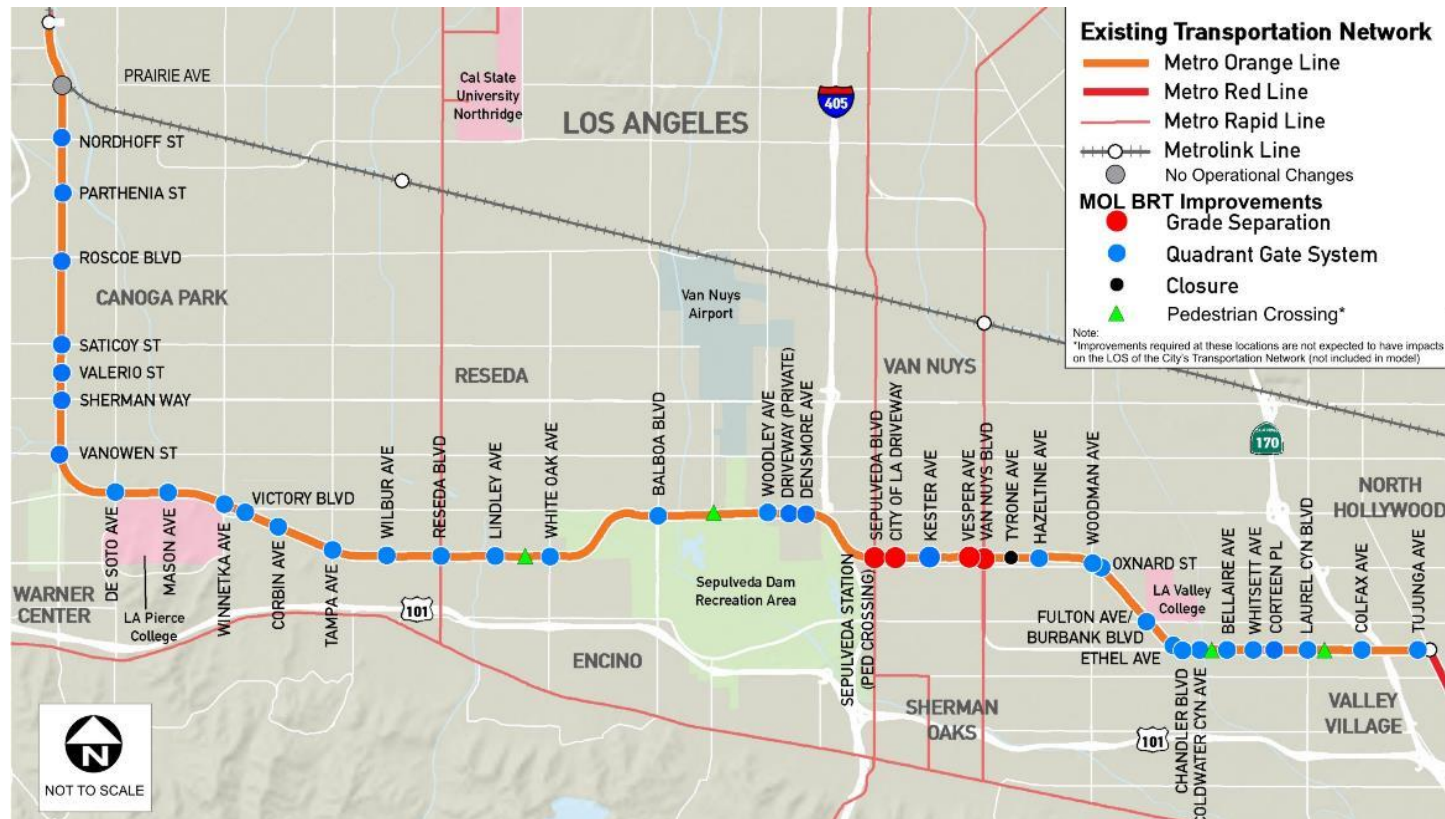 Existing Transportation Network
Metro Orange Line
Metro Red Line
Metro Rapid Line
Metrolink Line
No Operational Changes
MOL BRT Improvements
Grade Separation
Quadrant Gate System
Closure
Pedestrian Crossing*
Note:
*Improvements required at these locations are not expected to have impacts
on the LOS of the City's Transportation Network (not included in model)
PRAIRIE AVE
Cal State
University
Northridge
LOS ANGELES
405
NORDHOFF ST
PARTHENIA ST
ROSCOE BLVD
CANOGA PARK
Van Nuys
Airport
SATICOY ST
VALERIO ST
SHERMAN WAY
VANOWEN ST
RESEDA
VAN NUYS
170
NORTH
HOLLYWOOD
DE SOTO AVE
MASON AVE
WINNETKA AVE
VICTORY BLVD
CORBIN AVE
TAMPA AVE
WILBUR AVE
RESEDA BLVD
LINDLEY AVE
WHITE OAK AVE
BALBOA BLVD
WOODLEY AVE
DRIVEWAY (PRIVATE)
DENSMORE AVE
SEPULVEDA STATION
(PED CROSSING)
SEPULVEDA BLVD
CITY OF LA DRIVEWAY
KESTER AVE
VESPER AVE
VAN NUYS BLVD
TYRONE AVE
HAZELTINE AVE
WOODMAN AVE
OXNARD ST
LA Valley
College
FULTON AVE/
BURBANK BLVD
ETHEL AVE
CHANDLER BLVD
COLDWATER CYN AVE
BELLAIRE AVE
WHITSETT AVE
CORTEEN PL
LAUREL CYN BLVD
COLFAX AVE
TUJUNGA AVE
WARNER
CENTER
LA Pierce
College
101
Sepulveda Dam
Recreation Area
ENCINO
SHERMAN
OAKS
101
VALLEY
VILLAGE
N
NOT TO SCALE